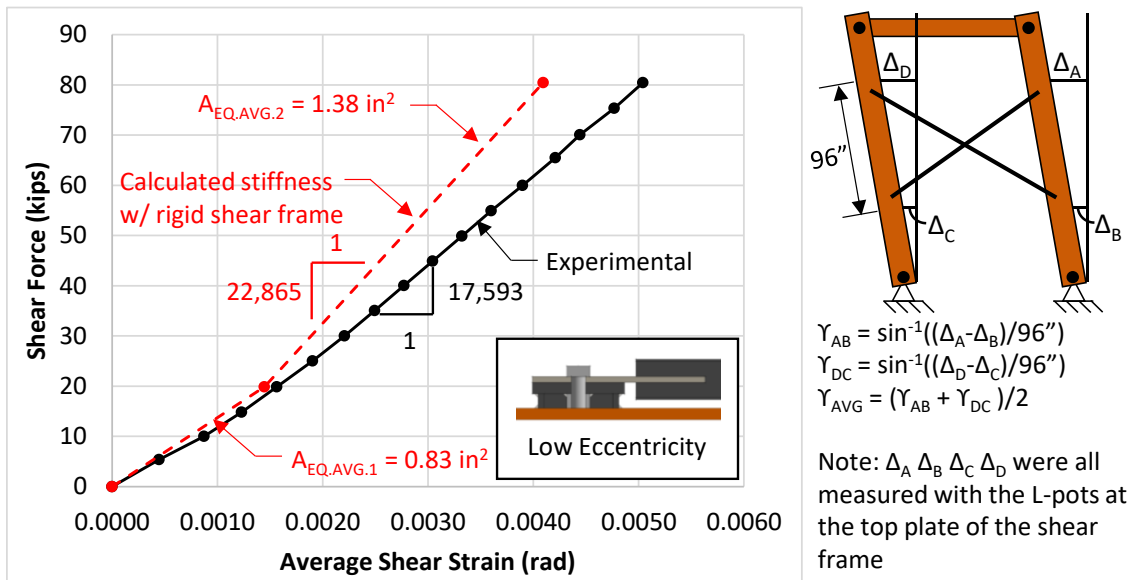 90
80
70
60
50
40
30
20
10
0
Shear Force (kips)
0.0000 0.0010 0.0020 0.0030 0.0040 0.0050 0.0060
Average Shear Strain (rad)
A_EQ.AVG.2 = 1.38 in²
Calculated stiffness
w/ rigid shear frame
1
22,865
Experimental
17,593
1
A_EQ.AVG.1 = 0.83 in²
Low Eccentricity
Δ_D
Δ_A
96”
Δ_C
Δ_B
ϒ_AB = sin⁻¹((Δ_A-Δ_B)/96”)
ϒ_DC = sin⁻¹((Δ_D-Δ_C)/96”)
ϒ_AVG = (ϒ_AB + ϒ_DC )/2
Note: Δ_A Δ_B Δ_C Δ_D were all
measured with the L-pots at
the top plate of the shear
frame